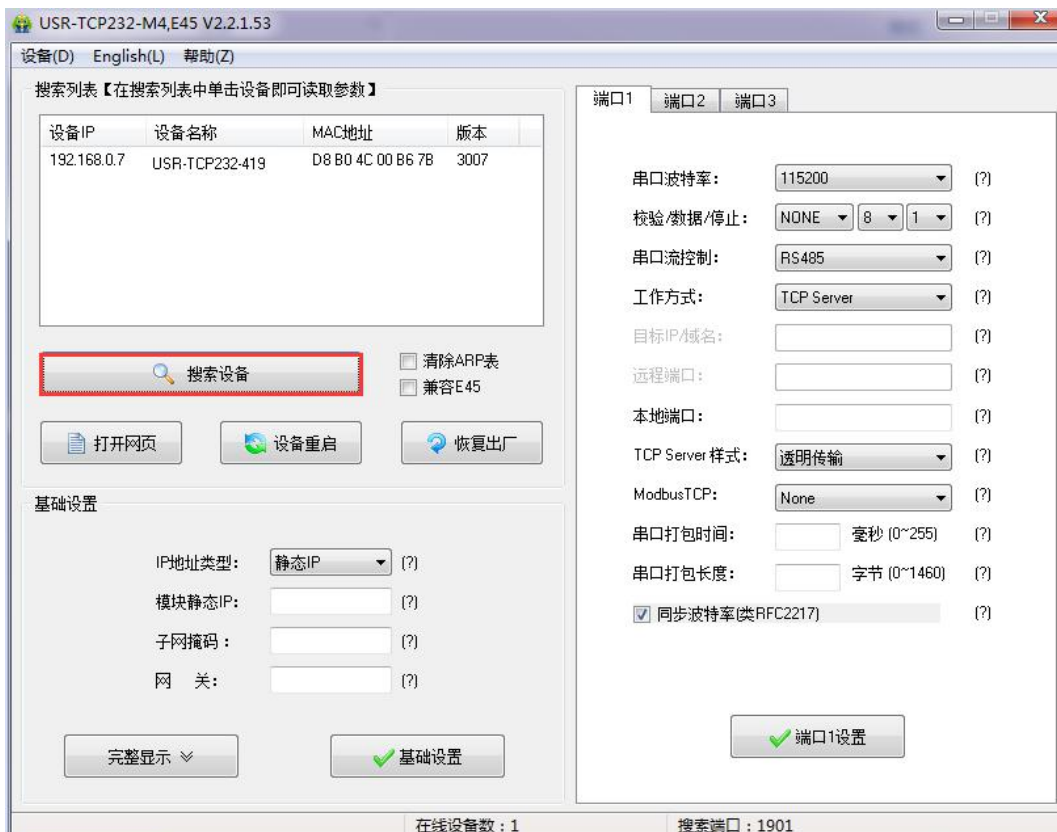 USR-TCP232-M4,E45 V2.2.1.53
设备(D) English(L) 帮助(Z)
搜索列表【在搜索列表中单击设备即可读取参数】
设备IP 设备名称 MAC地址 版本
192.168.0.7 USR-TCP232-419 D8 B0 4C 00 B6 7B 3007
搜索设备
清除ARP表
兼容E45
打开网页 设备重启 恢复出厂
基础设置
IP地址类型: 静态IP (?)
模块静态IP: (?)
子网掩码: (?)
网 关: (?)
完整显示 基础设置
端口1 端口2 端口3
串口波特率: 115200 (?)
校验/数据/停止: NONE 8 1 (?)
串口流控制: RS485 (?)
工作方式: TCP Server (?)
目标IP/域名: (?)
远程端口: (?)
本地端口: (?)
TCP Server 样式: 透明传输 (?)
ModbusTCP: None (?)
串口打包时间: 毫秒 (0~255) (?)
串口打包长度: 字节 (0~1460) (?)
同步波特率(类RFC2217) (?)
端口1设置
在线设备数:1 搜索端口:1901